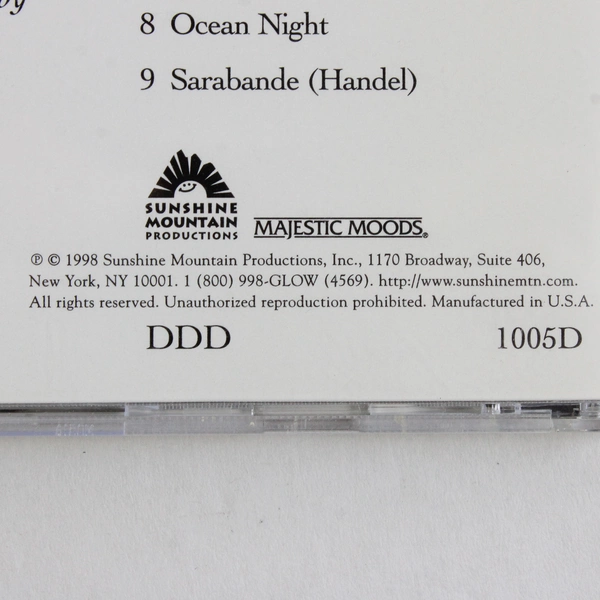 by
8 Ocean Night
9 Sarabande (Handel)
SUNSHINE
MOUNTAIN
PRODUCTIONS
MAJESTIC MOODS®
℗ © 1998 Sunshine Mountain Productions, Inc., 1170 Broadway, Suite 406,
New York, NY 10001. 1 (800) 998-GLOW (4569). http://www.sunshinemtn.com.
All rights reserved. Unauthorized reproduction prohibited. Manufactured in U.S.A.
DDD
1005D